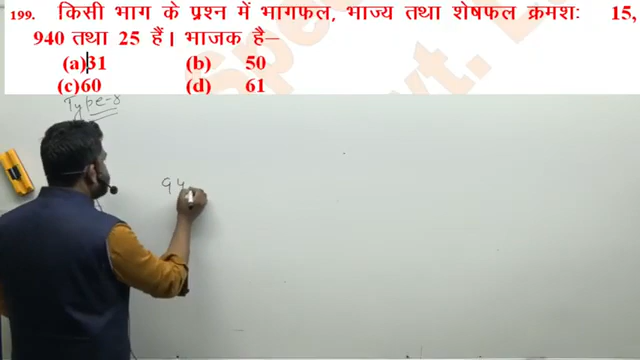 199. किसी भाग के प्रश्न में भागफल, भाज्य तथा शेषफल क्रमशः 15,
940 तथा 25 हैं। भाजक है–
(a)31 (b) 50
(c)60 (d) 61
Type-8
94